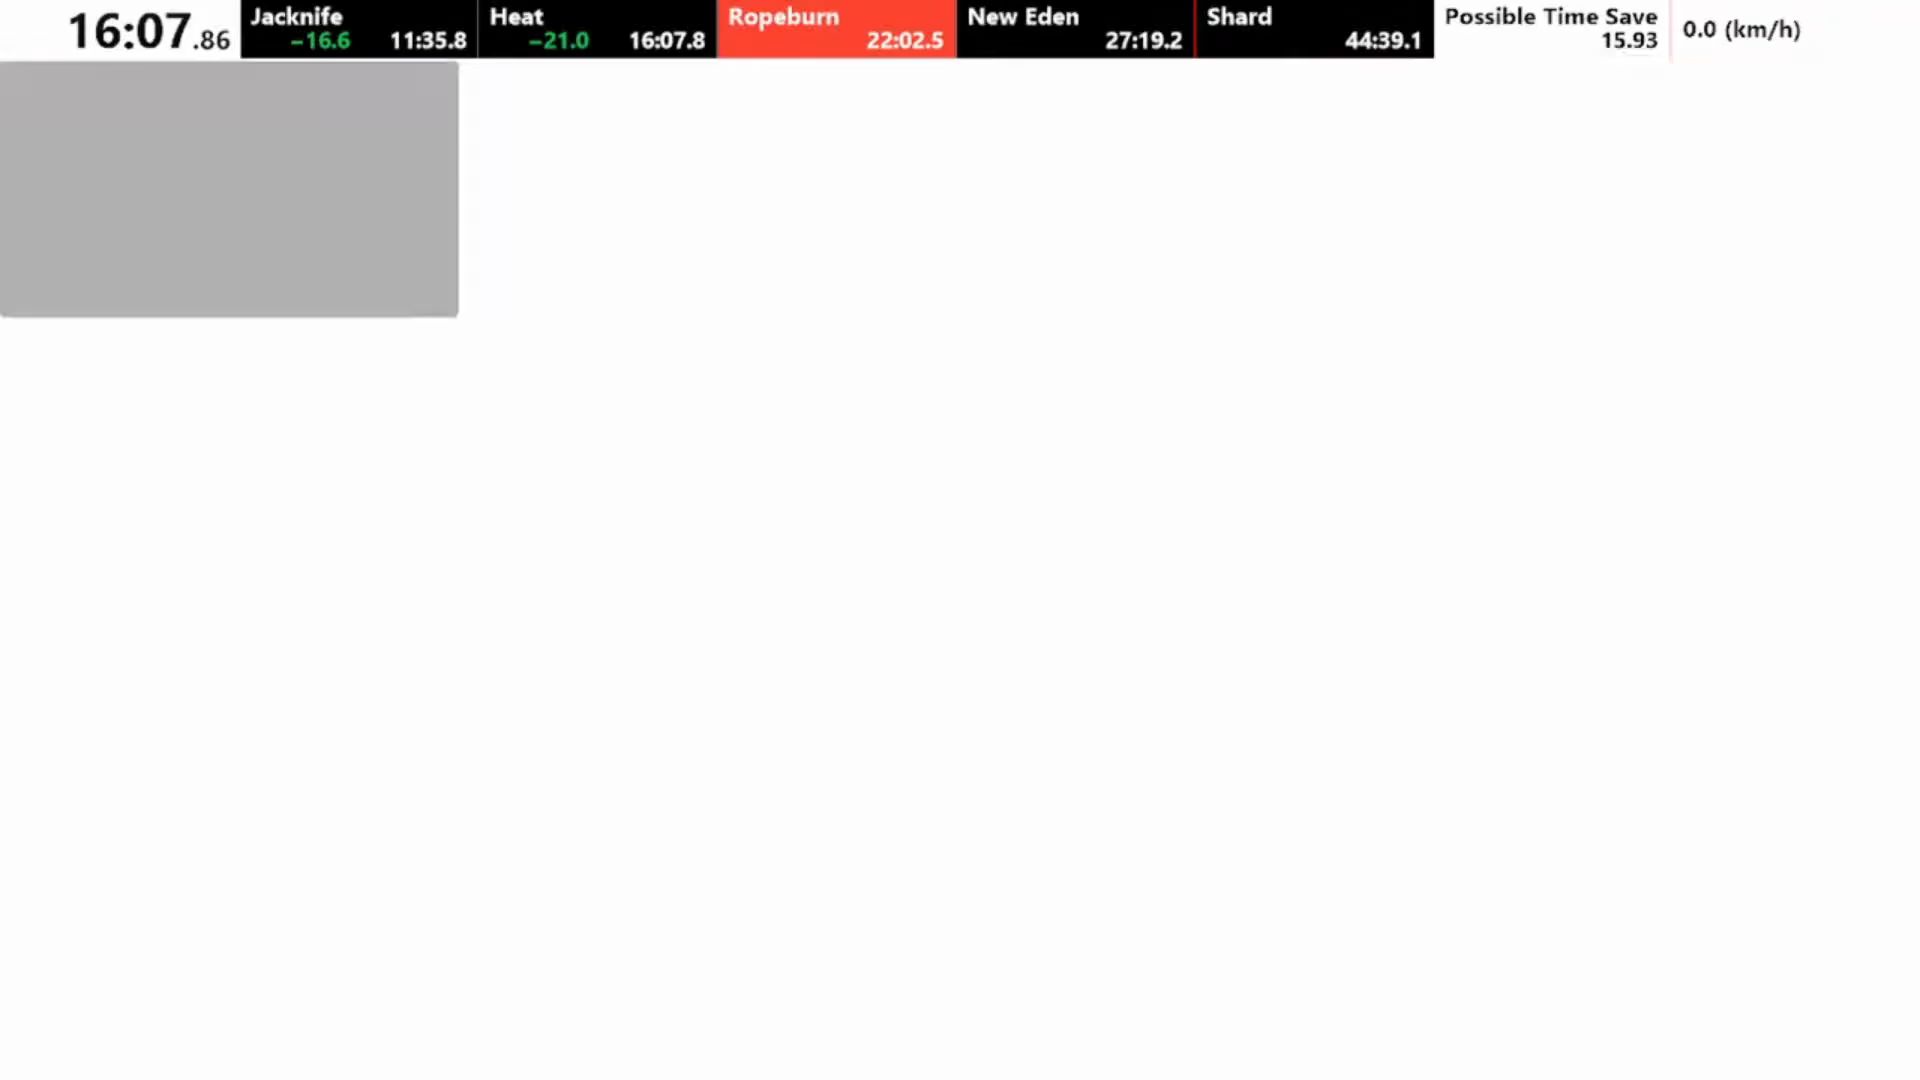 16:07.86
Jacknife
−16.6 11:35.8
Heat
−21.0 16:07.8
Ropeburn
22:02.5
New Eden
27:19.2
Shard
44:39.1
Possible Time Save
15.93
0.0 (km/h)